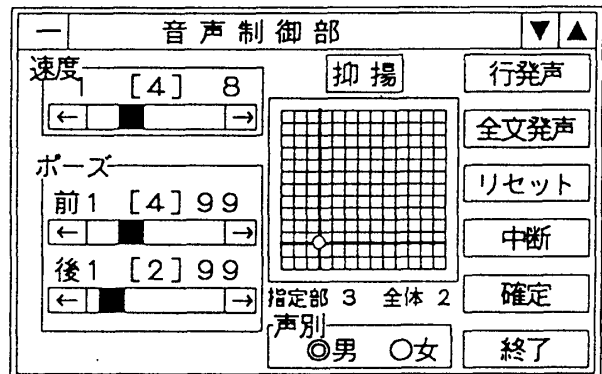 音声制御部
速度
1 [4] 8
ポーズ
前1 [4]99
後1 [2]99
抑揚
指定部 3 全体 2
声別
◎男 ○女
行発声
全文発声
リセット
中断
確定
終了